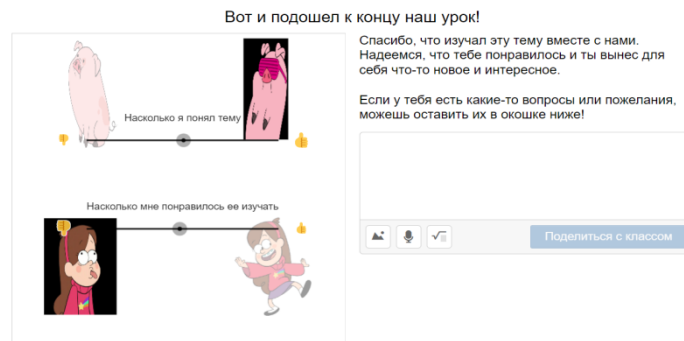 Вот и подошел к концу наш урок!
Насколько я понял тему
Насколько мне понравилось ее изучать
Спасибо, что изучал эту тему вместе с нами.
Надеемся, что тебе понравилось и ты вынес для
себя что-то новое и интересное.
Если у тебя есть какие-то вопросы или пожелания,
можешь оставить их в окошке ниже!
Поделиться с классом